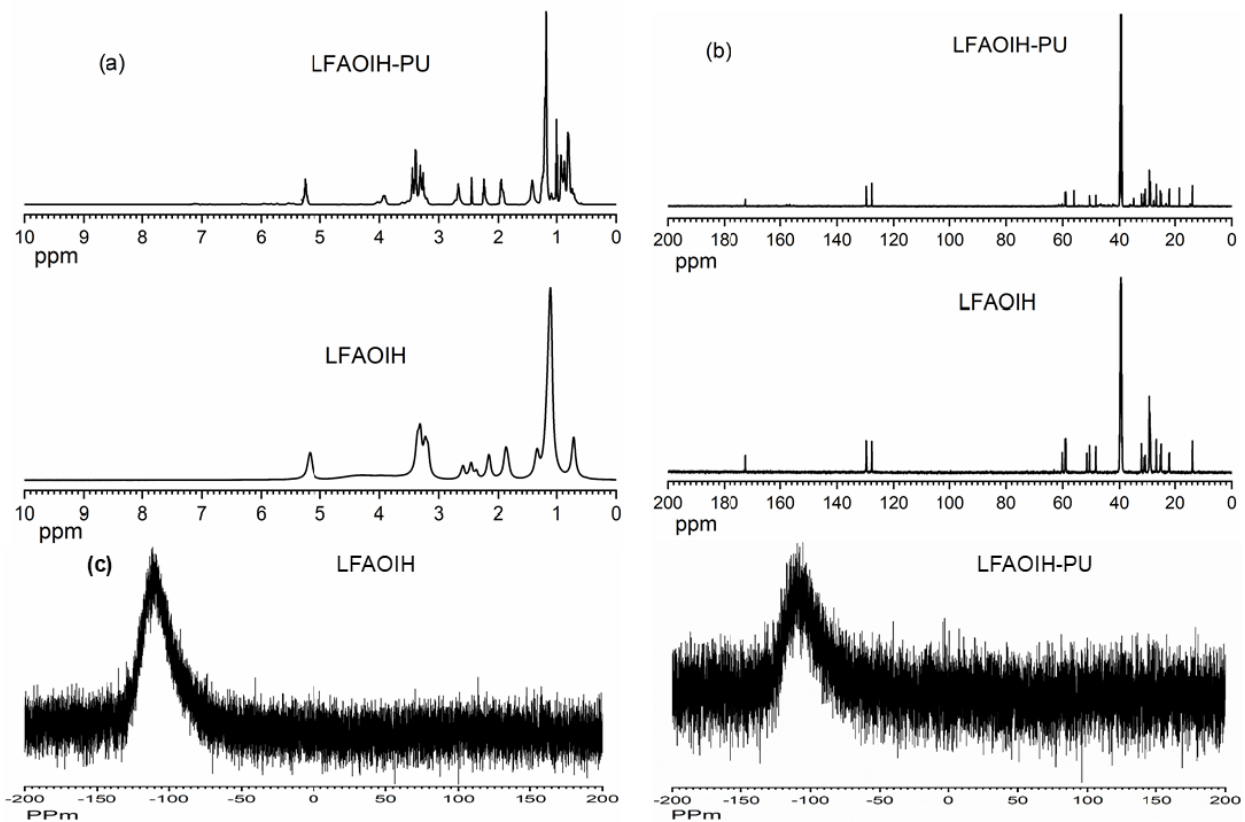 (a) LFAOIH-PU
10 9 8 7 6 5 4 3 2 1 0
ppm
LFAOIH
10 9 8 7 6 5 4 3 2 1 0
ppm
(b) LFAOIH-PU
200 180 160 140 120 100 80 60 40 20 0
ppm
LFAOIH
200 180 160 140 120 100 80 60 40 20 0
ppm
(c) LFAOIH
-200 -150 -100 -50 0 50 100 150 200
PPm
LFAOIH-PU
-200 -150 -100 -50 0 50 100 150 200
PPm